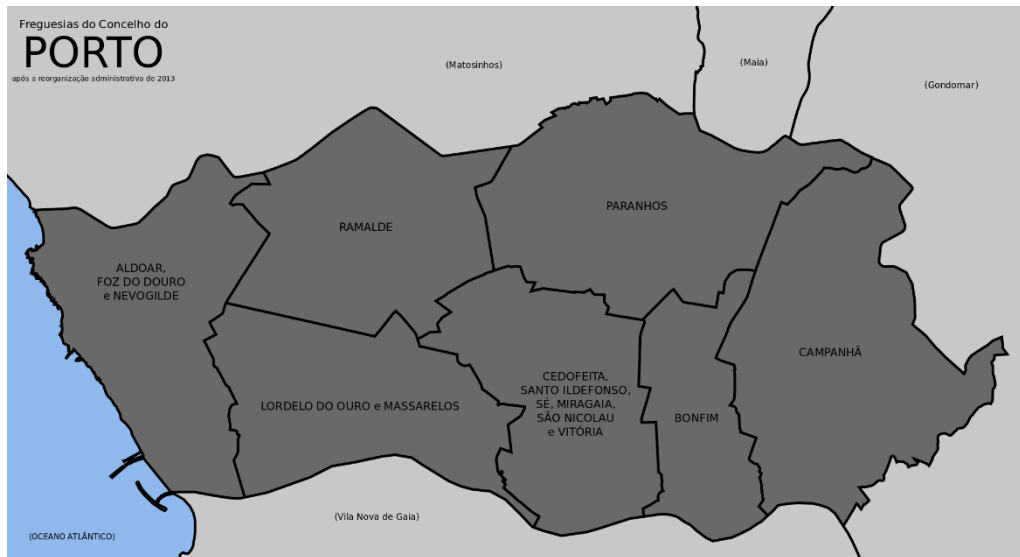 Freguesias do Concelho do
PORTO
após a reorganização administrativa de 2013
(Matosinhos)
(Maia)
(Gondomar)
RAMALDE
PARANHOS
ALDOAR,
FOZ DO DOURO
e NEVOGILDE
CAMPANHÃ
LORDELO DO OURO e MASSARELOS
CEDOFEITA,
SANTO ILDEFONSO,
SÉ, MIRAGAIA,
SÃO NICOLAU
e VITÓRIA
BONFIM
(Vila Nova de Gaia)
(OCEANO ATLÂNTICO)